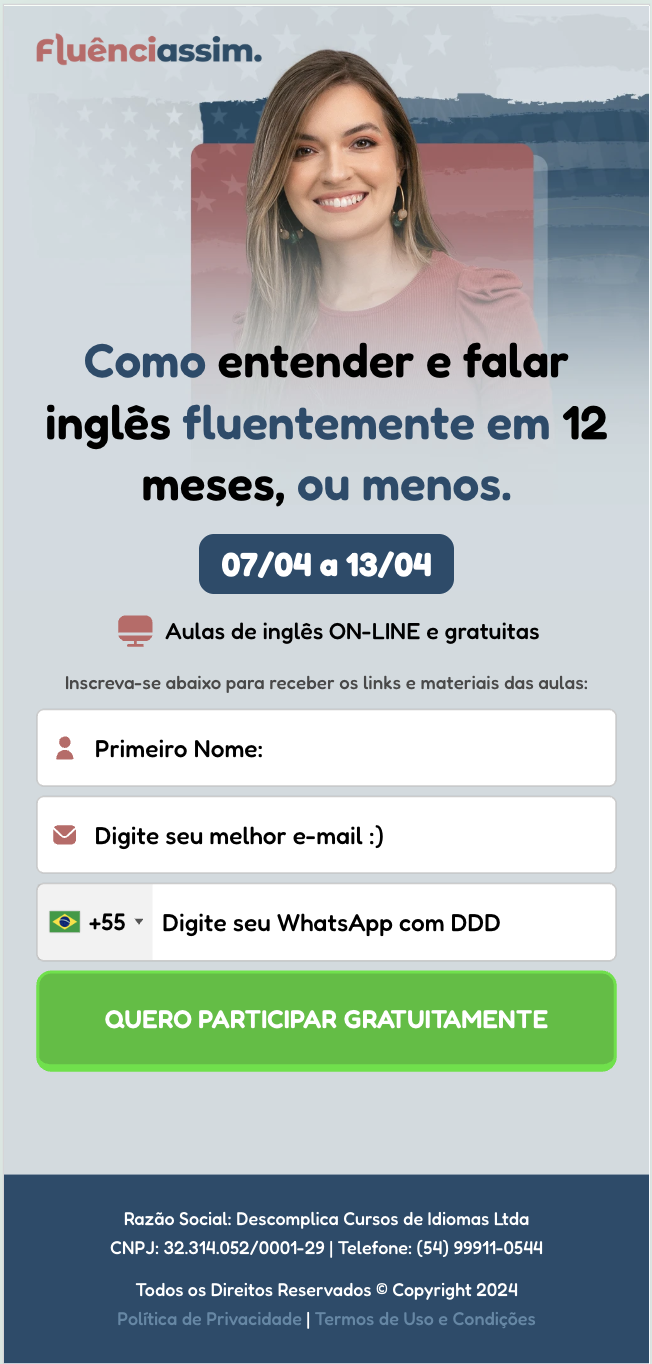 Fluênciassim.
Como entender e falar
inglês fluentemente em 12
meses, ou menos.
07/04 a 13/04
Aulas de inglês ON-LINE e gratuitas
Inscreva-se abaixo para receber os links e materiais das aulas:
Primeiro Nome:
Digite seu melhor e-mail :)
+55 Digite seu WhatsApp com DDD
QUERO PARTICIPAR GRATUITAMENTE
Razão Social: Descomplica Cursos de Idiomas Ltda
CNPJ: 32.314.052/0001-29 | Telefone: (54) 99911-0544
Todos os Direitos Reservados © Copyright 2024
Política de Privacidade | Termos de Uso e Condições